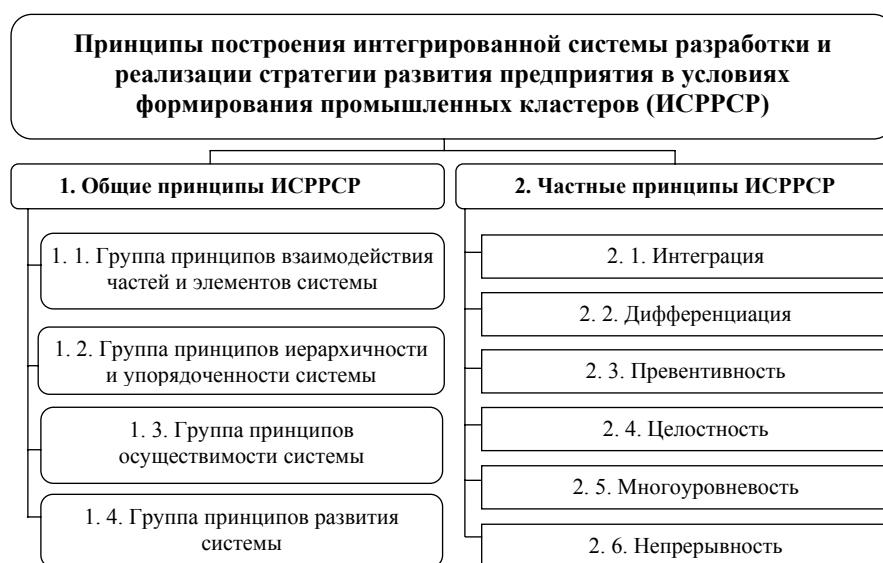 Принципы построения интегрированной системы разработки и
реализации стратегии развития предприятия в условиях
формирования промышленных кластеров (ИСРРСР)
1. Общие принципы ИСРРСР
1. 1. Группа принципов взаимодействия
частей и элементов системы
1. 2. Группа принципов иерархичности
и упорядоченности системы
1. 3. Группа принципов
осуществимости системы
1. 4. Группа принципов развития
системы
2. Частные принципы ИСРРСР
2. 1. Интеграция
2. 2. Дифференциация
2. 3. Превентивность
2. 4. Целостность
2. 5. Многоуровневость
2. 6. Непрерывность